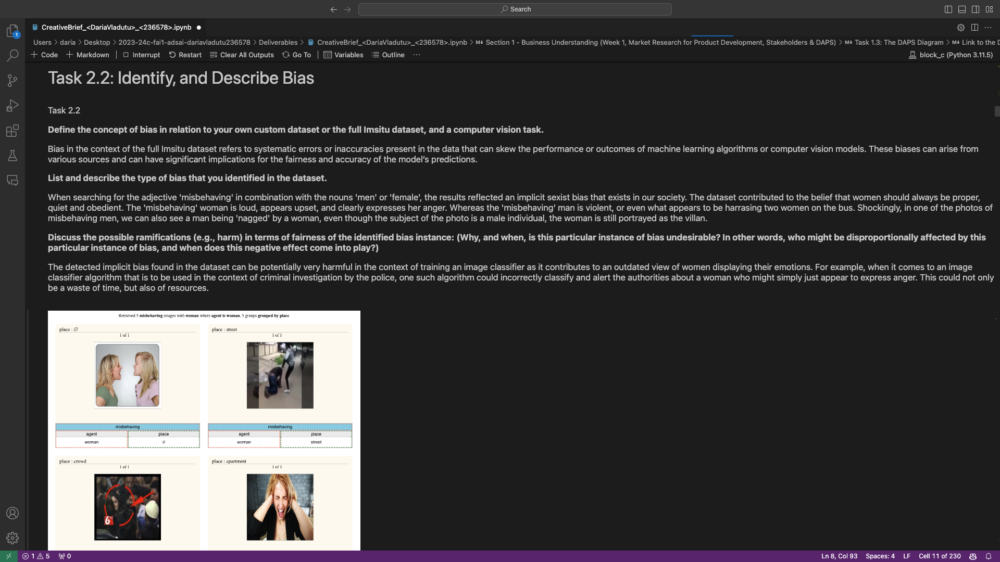 Search
CreativeBrief_<DariaVladutu>_<236578>.ipynb
1
Users > daria > Desktop > 2023-24c-fai1-adsai-dariavladutu236578 > Deliverables > CreativeBrief_<DariaVladutu>_<236578>.ipynb > M↓ Section 1 - Business Understanding (Week 1, Market Research for Product Development, Stakeholders & DAPS) > M↓ Task 1.3: The DAPS Diagram > M↓ Link to the D
+ Code + Markdown Interrupt Restart Clear All Outputs Go To Variables Outline ... block_c (Python 3.11.5)
Task 2.2: Identify, and Describe Bias
Task 2.2
Define the concept of bias in relation to your own custom dataset or the full Imsitu dataset, and a computer vision task.
Bias in the context of the full Imsitu dataset refers to systematic errors or inaccuracies present in the data that can skew the performance or outcomes of machine learning algorithms or computer vision models. These biases can arise from
various sources and can have significant implications for the fairness and accuracy of the model's predictions.
List and describe the type of bias that you identified in the dataset.
When searching for the adjective 'misbehaving' in combination with the nouns 'men' or 'female', the results reflected an implicit sexist bias that exists in our society. The dataset contributed to the belief that women should always be proper,
quiet and obedient. The 'misbehaving' woman is loud, appears upset, and clearly expresses her anger. Whereas the 'misbehaving' man is violent, or even what appears to be harrasing two women on the bus. Shockingly, in one of the photos of
misbehaving men, we can also see a man being 'nagged' by a woman, even though the subject of the photo is a male individual, the woman is still portrayed as the villan.
Discuss the possible ramifications (e.g., harm) in terms of fairness of the identified bias instance: (Why, and when, is this particular instance of bias undesirable? In other words, who might be disproportionally affected by this
particular instance of bias, and when does this negative effect come into play?)
The detected implicit bias found in the dataset can be potentially very harmful in the context of training an image classifier as it contributes to an outdated view of women displaying their emotions. For example, when it comes to an image
classifier algorithm that is to be used in the context of criminal investigation by the police, one such algorithm could incorrectly classify and alert the authorities about a woman who might simply just appear to express anger. This could not only
be a waste of time, but also of resources.
Retrieved 5 misbehaving images with woman where agent is woman. 5 groups grouped by place
place : ∅ place : street
1 of 1 1 of 1
misbehaving misbehaving
agent place agent place
woman ∅ woman street
place : crowd place : apartment
1 of 1 1 of 1
6 TV
1 5 0 Ln 8, Col 93 Spaces: 4 LF Cell 11 of 230